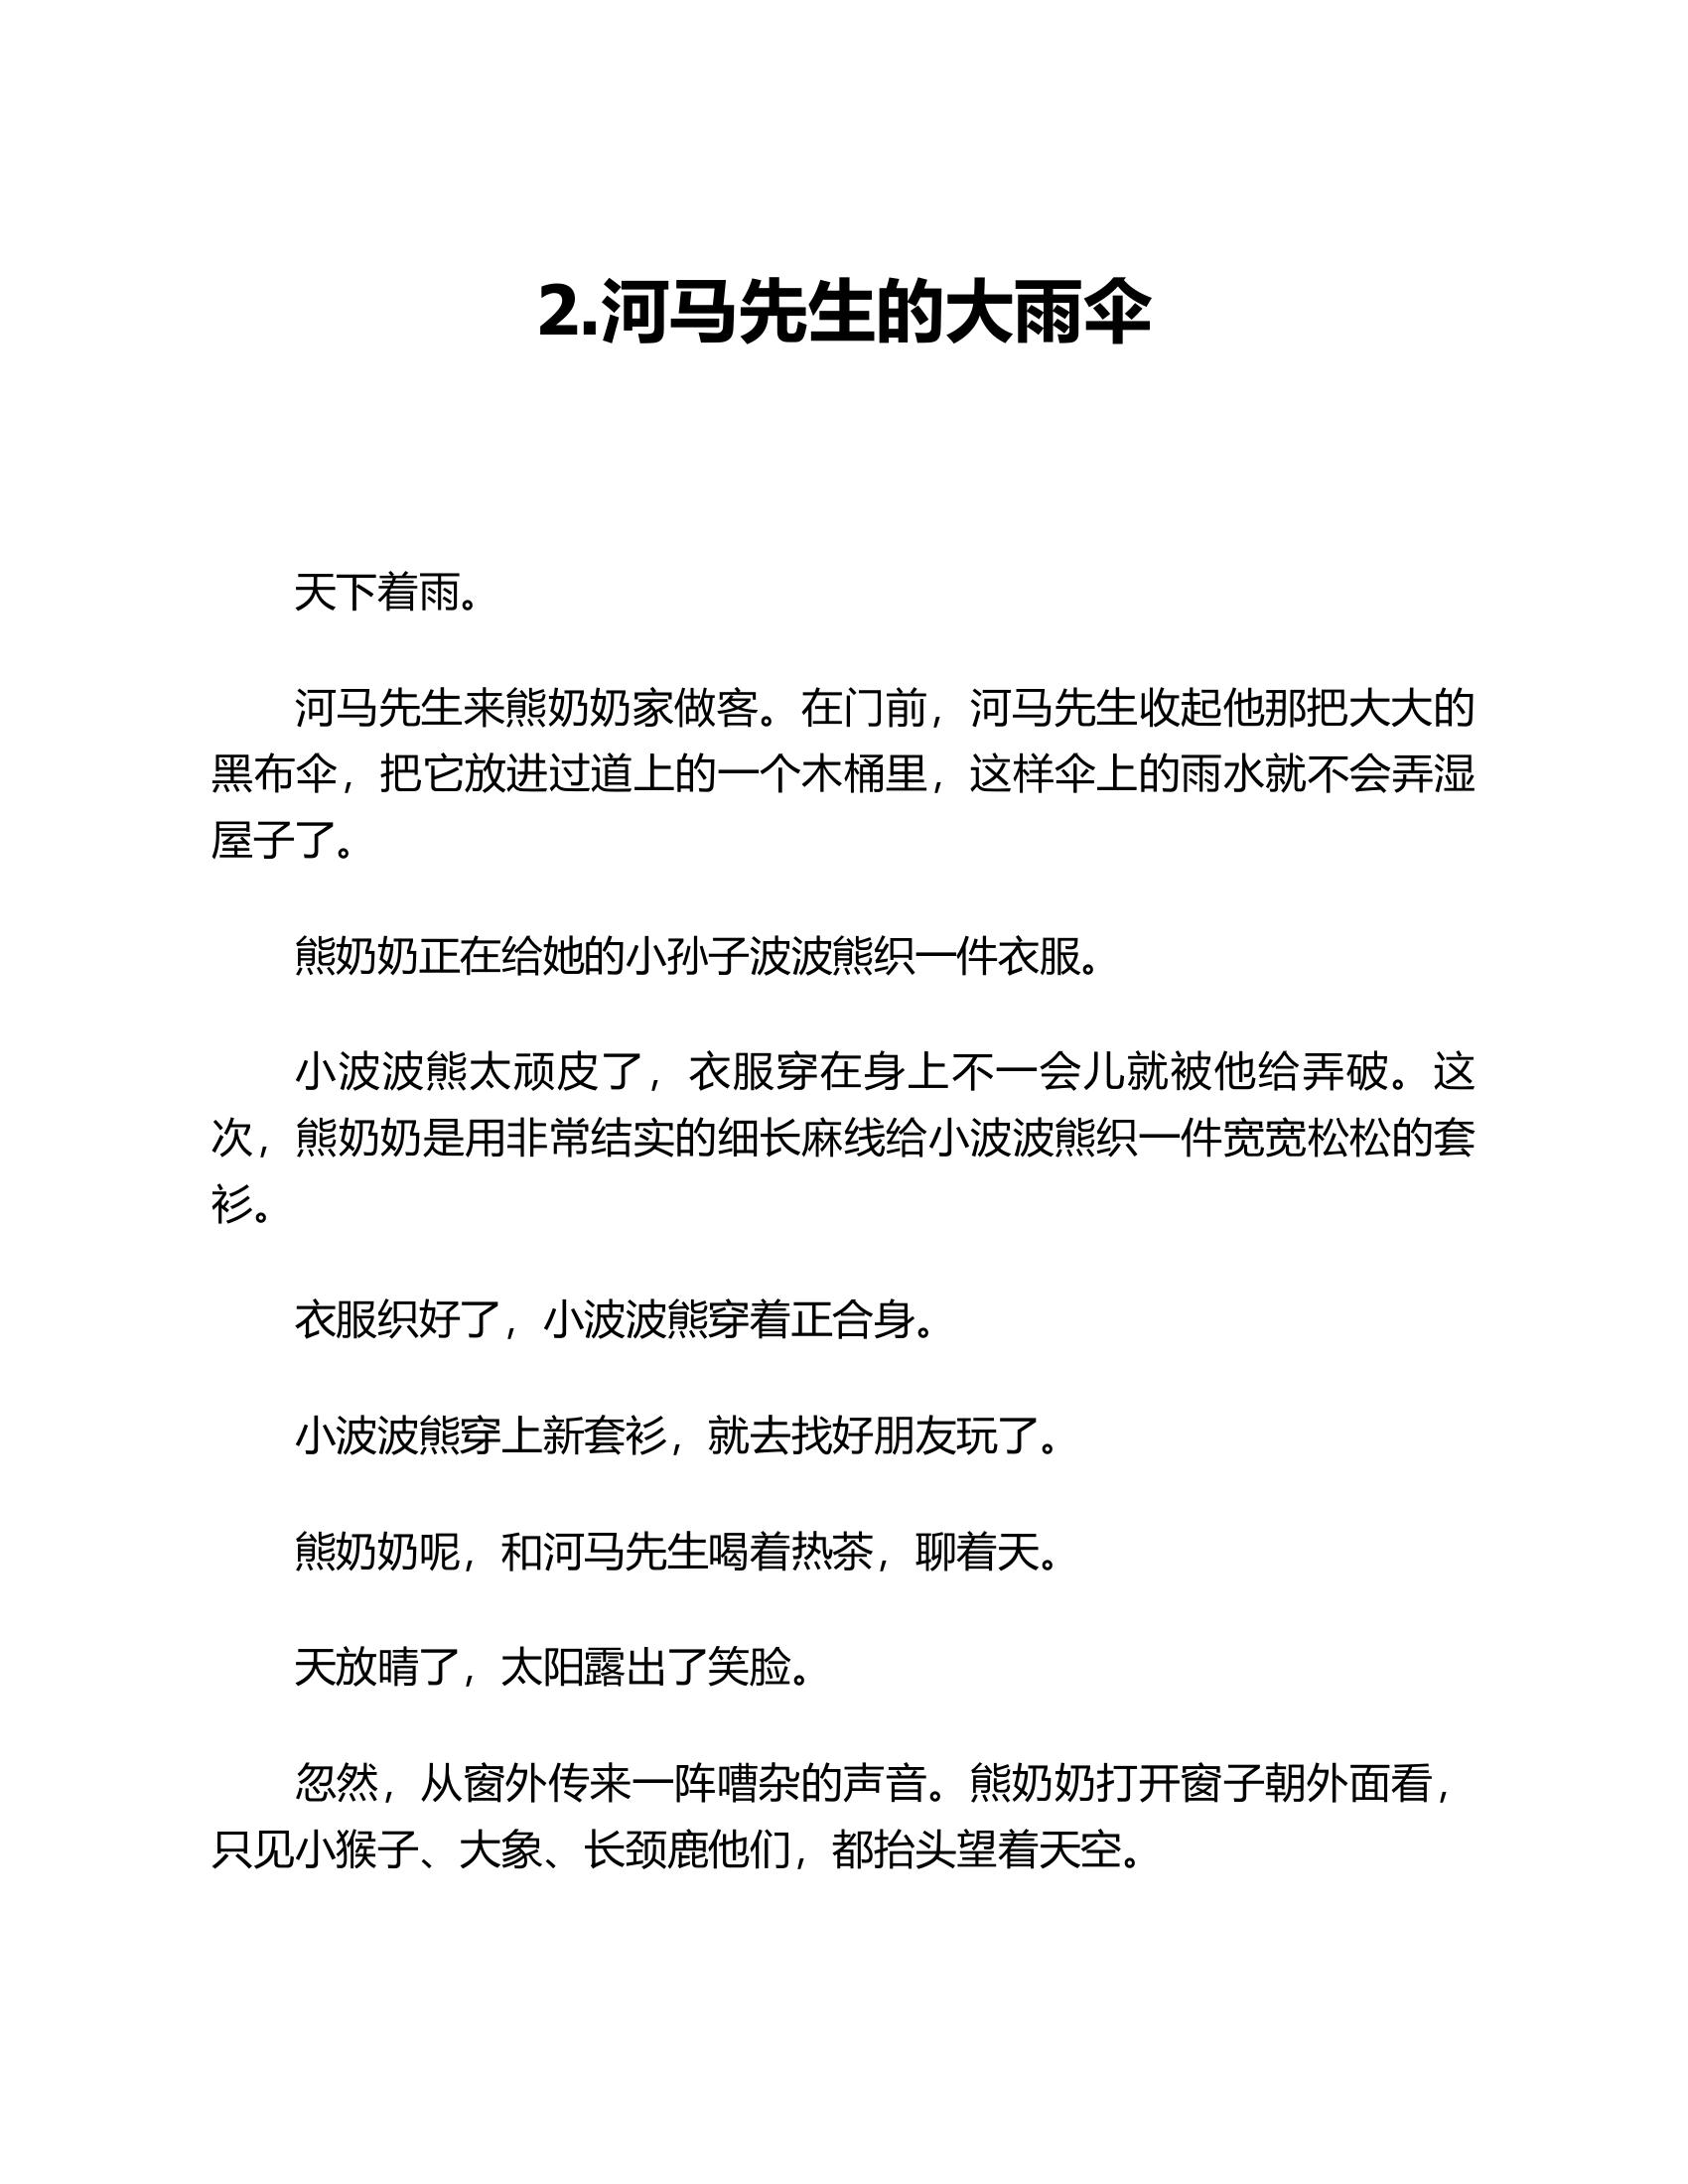 2.河马先生的大雨伞
天下着雨。
河马先生来熊奶奶家做客。在门前，河马先生收起他那把大大的
黑布伞，把它放进过道上的一个木桶里，这样伞上的雨水就不会弄湿
屋子了。
熊奶奶正在给她的小孙子波波熊织一件衣服。
小波波熊太顽皮了，衣服穿在身上不一会儿就被他给弄破。这
次，熊奶奶是用非常结实的细长麻线给小波波熊织一件宽宽松松的套
衫。
衣服织好了，小波波熊穿着正合身。
小波波熊穿上新套衫，就去找好朋友玩了。
熊奶奶呢，和河马先生喝着热茶，聊着天。
天放晴了，太阳露出了笑脸。
忽然，从窗外传来一阵嘈杂的声音。熊奶奶打开窗子朝外面看，
只见小猴子、大象、长颈鹿他们，都抬头望着天空。